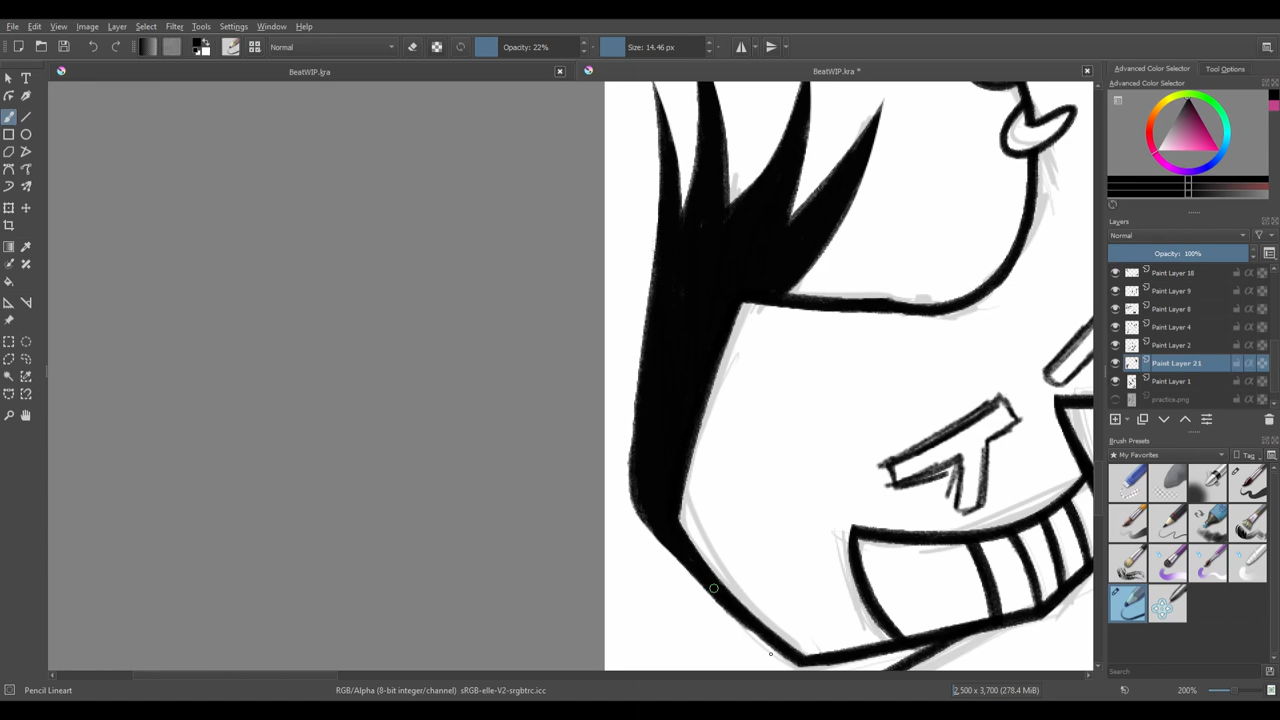 File Edit View Image Layer Select Filter Tools Settings Window Help
Normal Opacity: 22% Size: 14.46 px
BeatWIP.kra BeatWIP.kra *
Advanced Color Selector Tool Options
Advanced Color Selector
Layers
Normal
Opacity: 100%
Paint Layer 18
Paint Layer 9
Paint Layer 8
Paint Layer 4
Paint Layer 2
Paint Layer 21
Paint Layer 1
practice.png
Brush Presets
My Favorites Tag
Search
Pencil Lineart RGB/Alpha (8-bit integer/channel) sRGB-elle-V2-srgbtrc.icc 2,500 x 3,700 (278.4 MiB) 200%